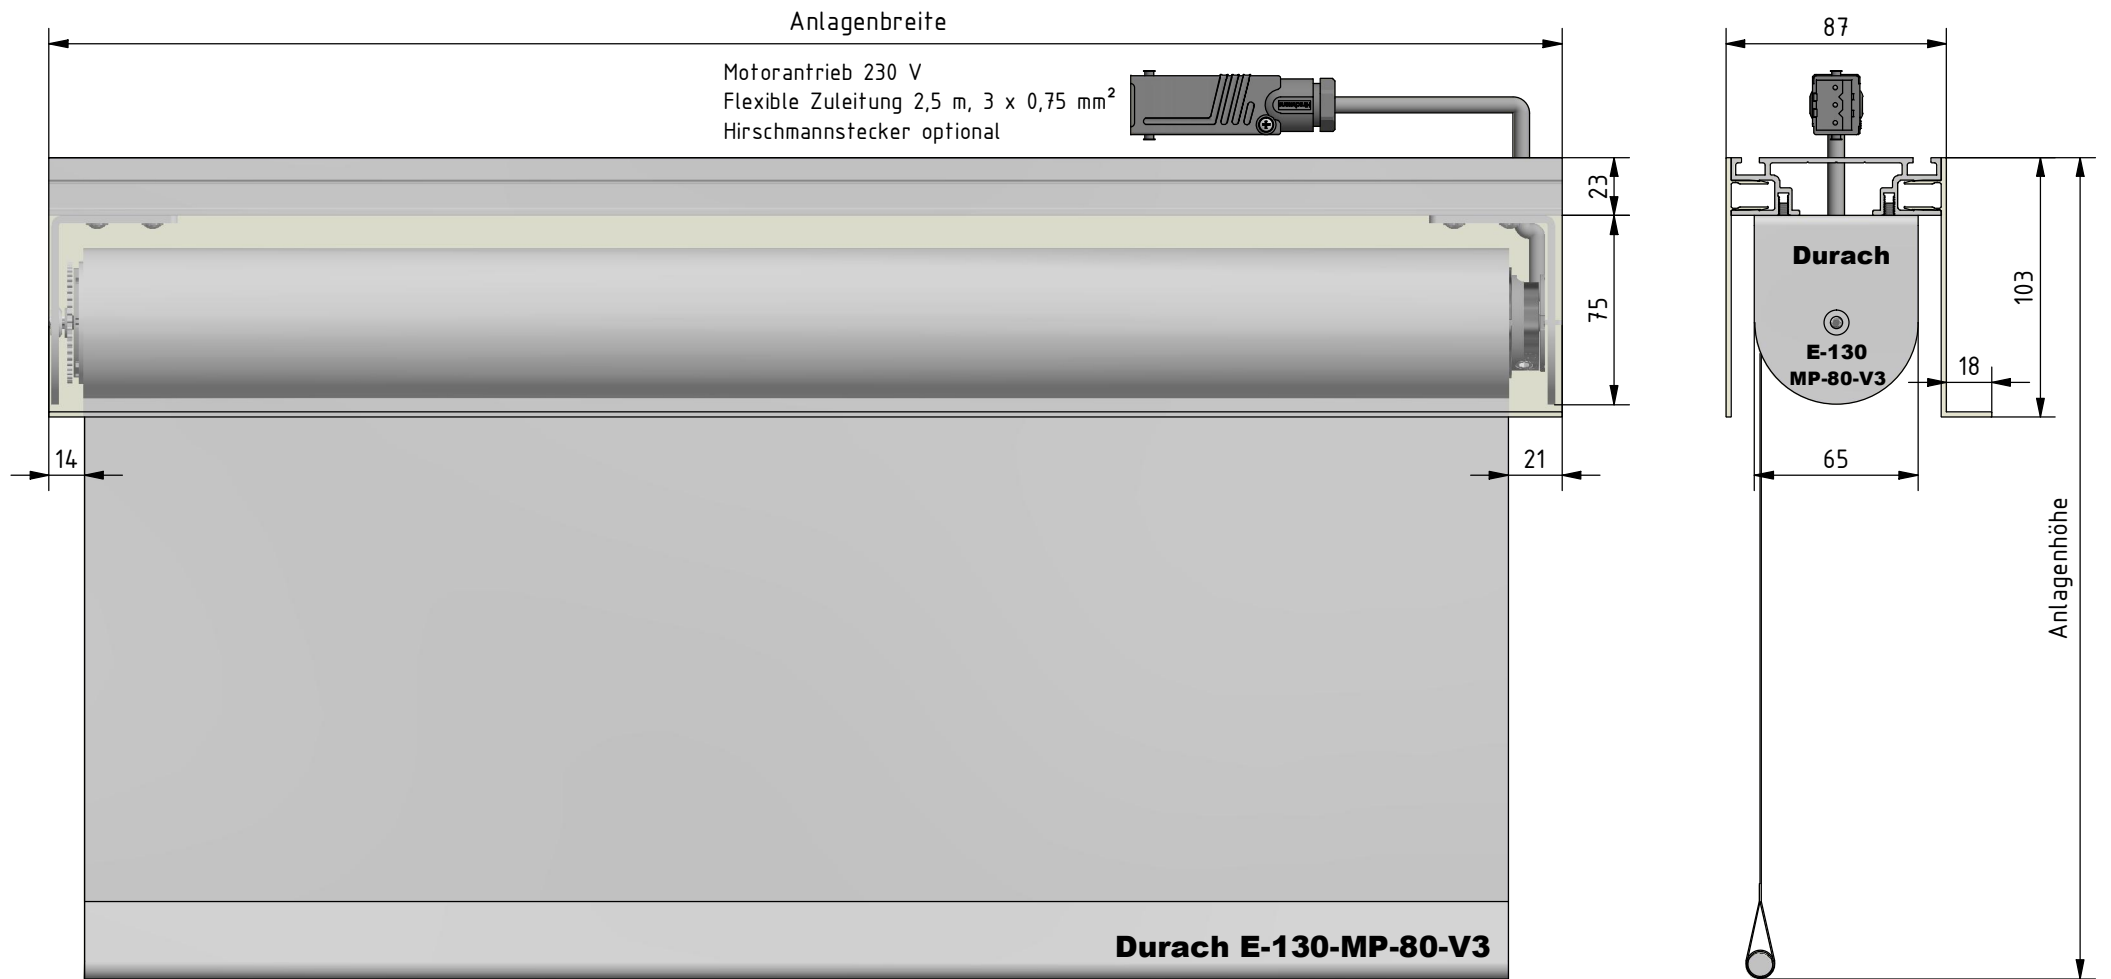 Anlagenbreite
87
Motorantrieb 230 V
Flexible Zuleitung 2,5 m, 3 x 0,75 mm²
Hirschmannstecker optional
23
75
Durach
E-130
MP-80-V3
103
18
14
21
65
Anlagenhöhe
Durach E-130-MP-80-V3